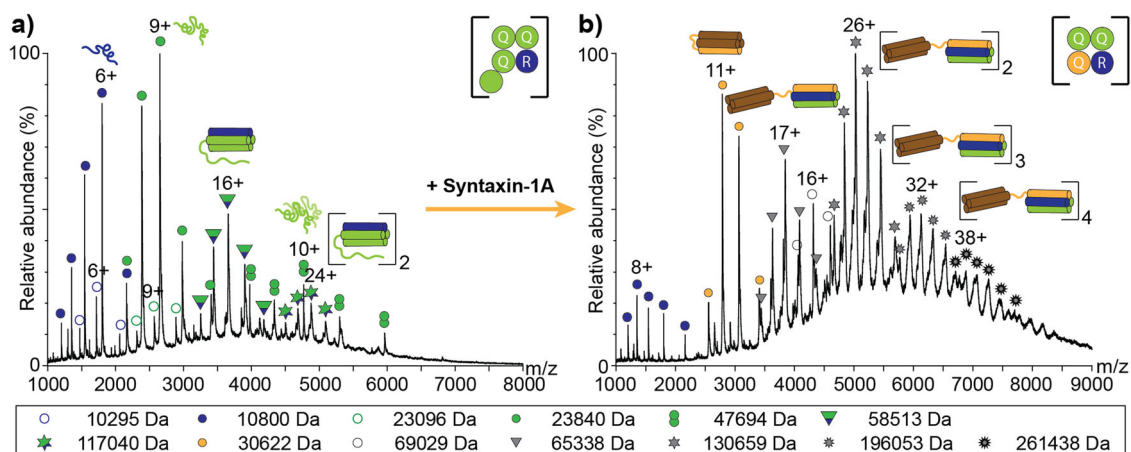 a)
b)
Relative abundance (%)
100
0
6+
9+
6+
9+
16+
10+
24+
2
Q Q
Q R
1000 2000 3000 4000 5000 6000 7000 8000
m/z
+ Syntaxin-1A
Relative abundance (%)
100
0
8+
11+
17+
16+
26+
32+
38+
2
3
4
Q Q
Q R
1000 2000 3000 4000 5000 6000 7000 8000 9000
m/z
10295 Da 10800 Da 23096 Da 23840 Da 47694 Da 58513 Da
117040 Da 30622 Da 69029 Da 65338 Da 130659 Da 196053 Da 261438 Da